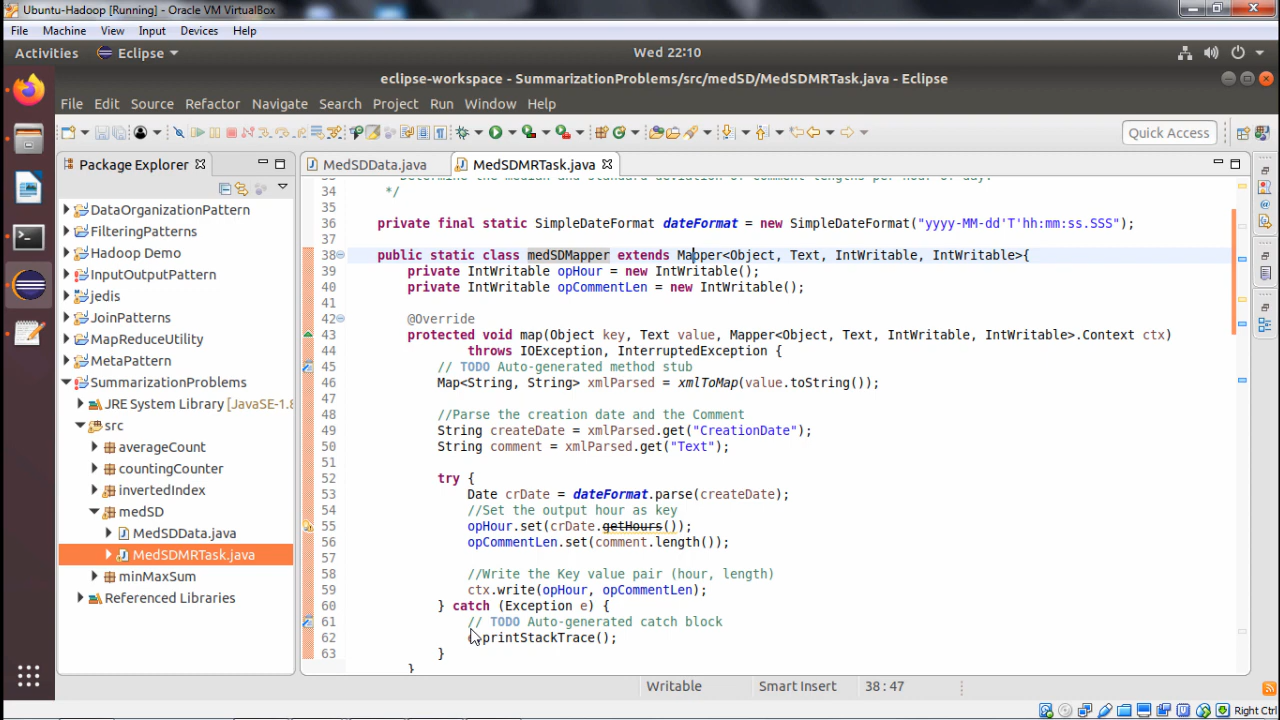 Ubuntu-Hadoop [Running] - Oracle VM VirtualBox
File Machine View Input Devices Help
Activities Eclipse Wed 22:10
eclipse-workspace - SummarizationProblems/src/medSD/MedSDMRTask.java - Eclipse
File Edit Source Refactor Navigate Search Project Run Window Help
Quick Access
Package Explorer
MedSDData.java MedSDMRTask.java
DataOrganizationPattern
FilteringPatterns
Hadoop Demo
InputOutputPattern
jedis
JoinPatterns
MapReduceUtility
MetaPattern
SummarizationProblems
JRE System Library [JavaSE-1.8
src
averageCount
countingCounter
invertedIndex
medSD
MedSDData.java
MedSDMRTask.java
minMaxSum
Referenced Libraries
33 Determine the median and standard deviation of comment lengths per hour of day.
34 */
35
36 private final static SimpleDateFormat dateFormat = new SimpleDateFormat("yyyy-MM-dd'T'hh:mm:ss.SSS");
37
38 public static class medSDMapper extends Mapper<Object, Text, IntWritable, IntWritable>{
39 private IntWritable opHour = new IntWritable();
40 private IntWritable opCommentLen = new IntWritable();
41
42 @Override
43 protected void map(Object key, Text value, Mapper<Object, Text, IntWritable, IntWritable>.Context ctx)
44 throws IOException, InterruptedException {
45 // TODO Auto-generated method stub
46 Map<String, String> xmlParsed = xmlToMap(value.toString());
47
48 //Parse the creation date and the Comment
49 String createDate = xmlParsed.get("CreationDate");
50 String comment = xmlParsed.get("Text");
51
52 try {
53 Date crDate = dateFormat.parse(createDate);
54 //Set the output hour as key
55 opHour.set(crDate.getHours());
56 opCommentLen.set(comment.length());
57
58 //Write the Key value pair (hour, length)
59 ctx.write(opHour, opCommentLen);
60 } catch (Exception e) {
61 // TODO Auto-generated catch block
62 .printStackTrace();
63 }
}
Writable Smart Insert 38 : 47
Right Ctrl